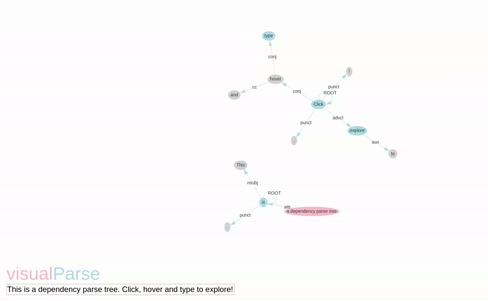 type
conj
hover
cc
and
conj
!
punct
ROOT
Click
punct
,
advcl
explore
aux
to
This
nsubj
ROOT
is
attr
a dependency parse tree
punct
.
visualParse
This is a dependency parse tree. Click, hover and type to explore!